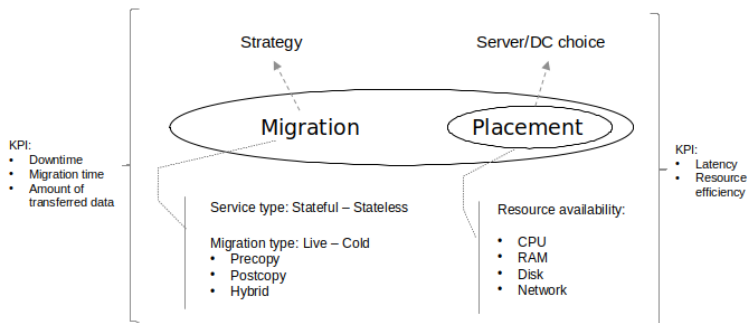 Strategy
Server/DC choice
Migration
Placement
KPI:
• Downtime
• Migration time
• Amount of
transferred data
KPI:
• Latency
• Resource
efficiency
Service type: Stateful – Stateless
Migration type: Live – Cold
• Precopy
• Postcopy
• Hybrid
Resource availability:
• CPU
• RAM
• Disk
• Network